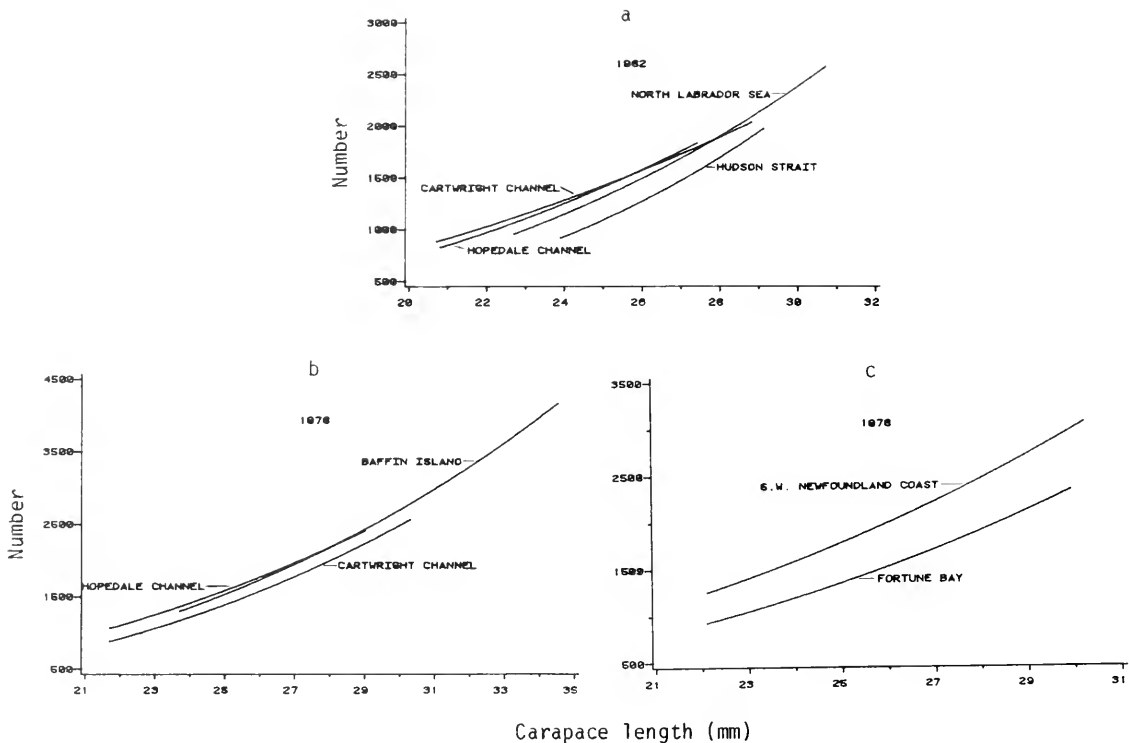 a
3000
2500
2000
1500
1000
500
Number
NORTH LABRADOR SEA
CARTWRIGHT CHANNEL
HUDSON STRAIT
HOPEDALE CHANNEL
20 22 24 26 28 30 32
b
4500
3500
2500
1500
500
Number
BAFFIN ISLAND
HOPEDALE CHANNEL
CARTWRIGHT CHANNEL
21 23 25 27 29 31 33 35
c
3500
2500
1500
500
S.W. NEWFOUNDLAND COAST
FORTUNE BAY
21 23 25 27 29 31
Carapace length (mm)